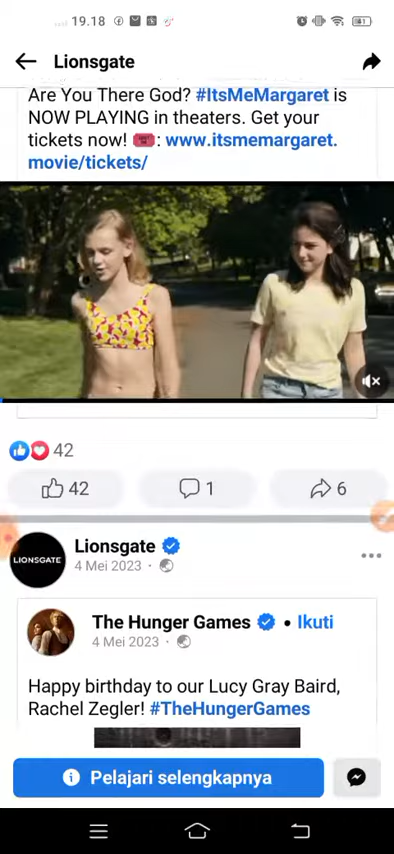 19.18
Lionsgate
Are You There God? #ItsMeMargaret is
NOW PLAYING in theaters. Get your
tickets now! 🎟️: www.itsmemargaret.
movie/tickets/
42
42
1
6
LIONSGATE
Lionsgate
4 Mei 2023 ·
The Hunger Games • Ikuti
4 Mei 2023 ·
Happy birthday to our Lucy Gray Baird,
Rachel Zegler! #TheHungerGames
Pelajari selengkapnya